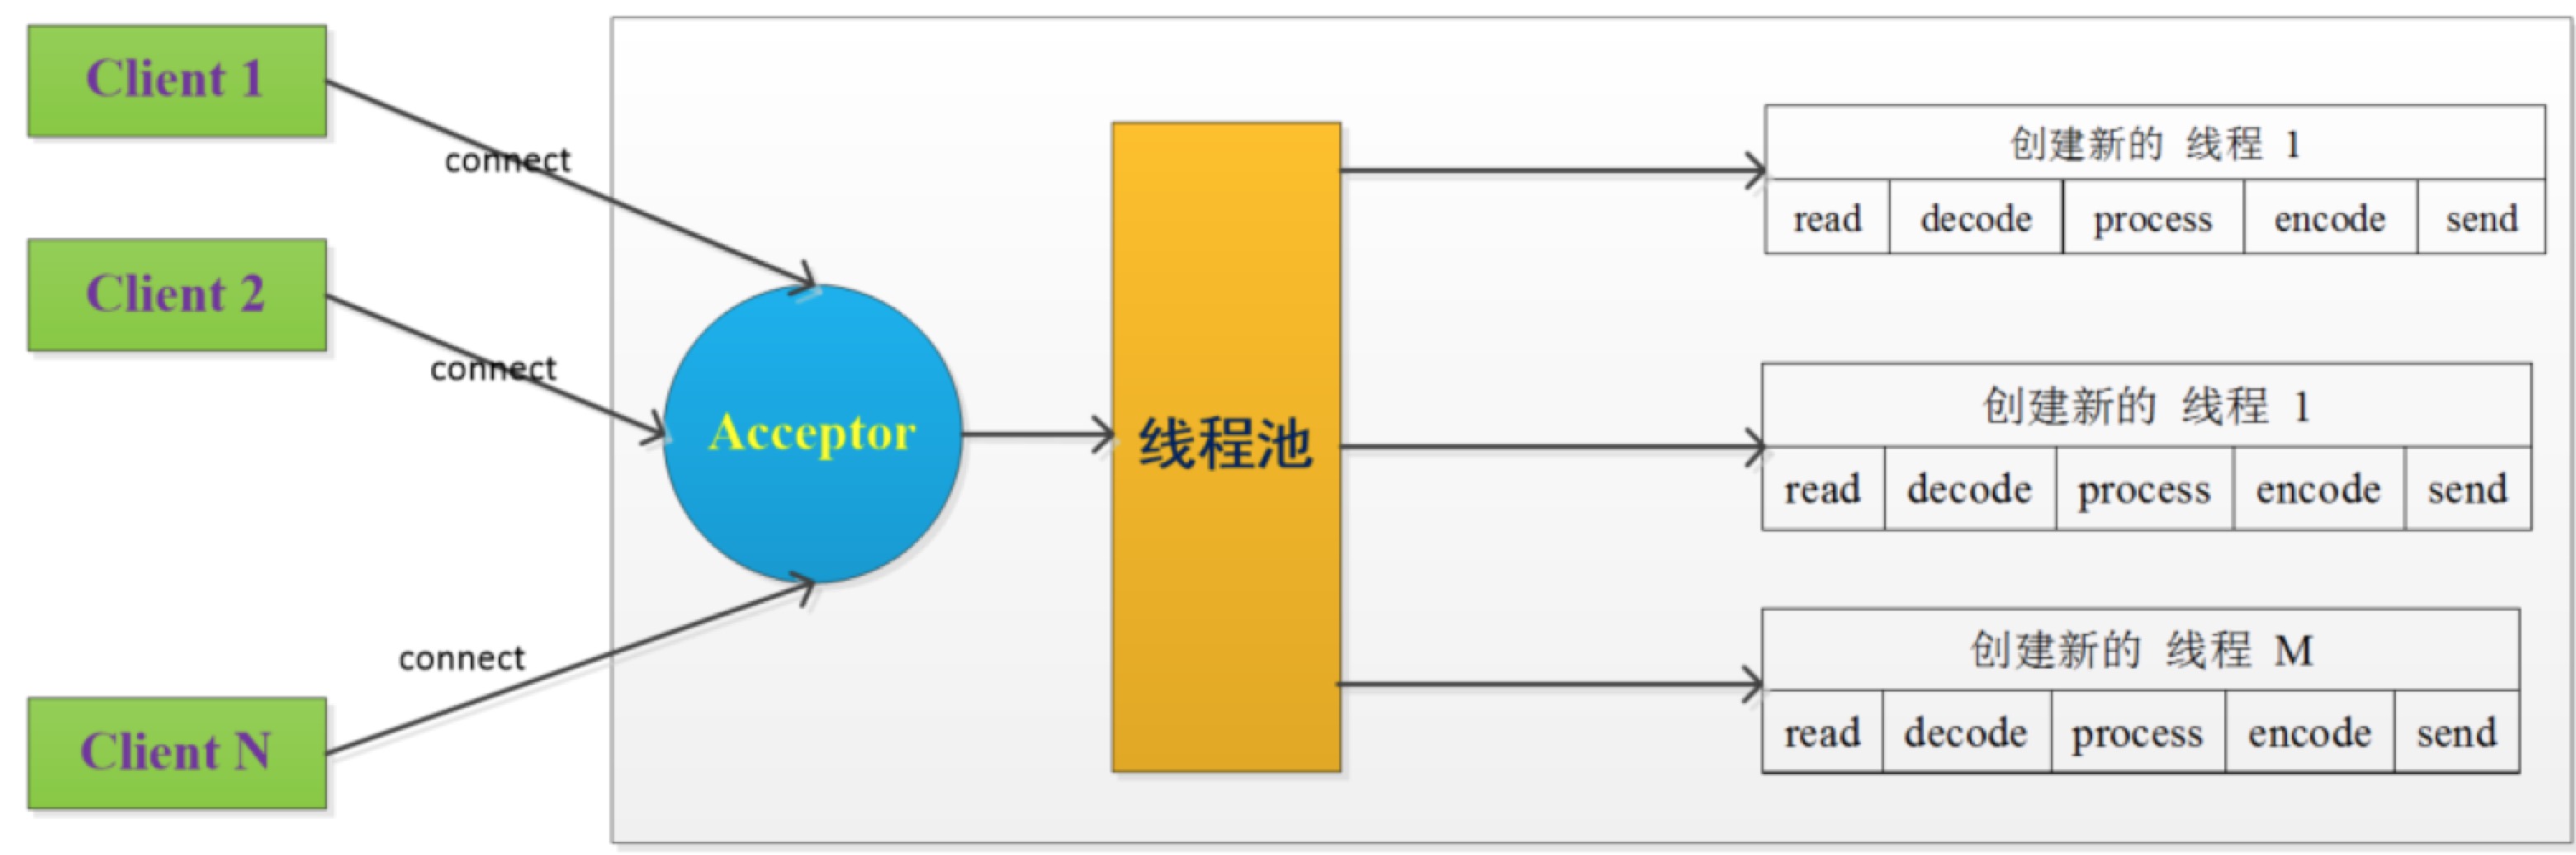 Client 1
connect
Client 2
connect
Client N
connect
Acceptor
线程池
创建新的 线程 1
read decode process encode send
创建新的 线程 1
read decode process encode send
创建新的 线程 M
read decode process encode send